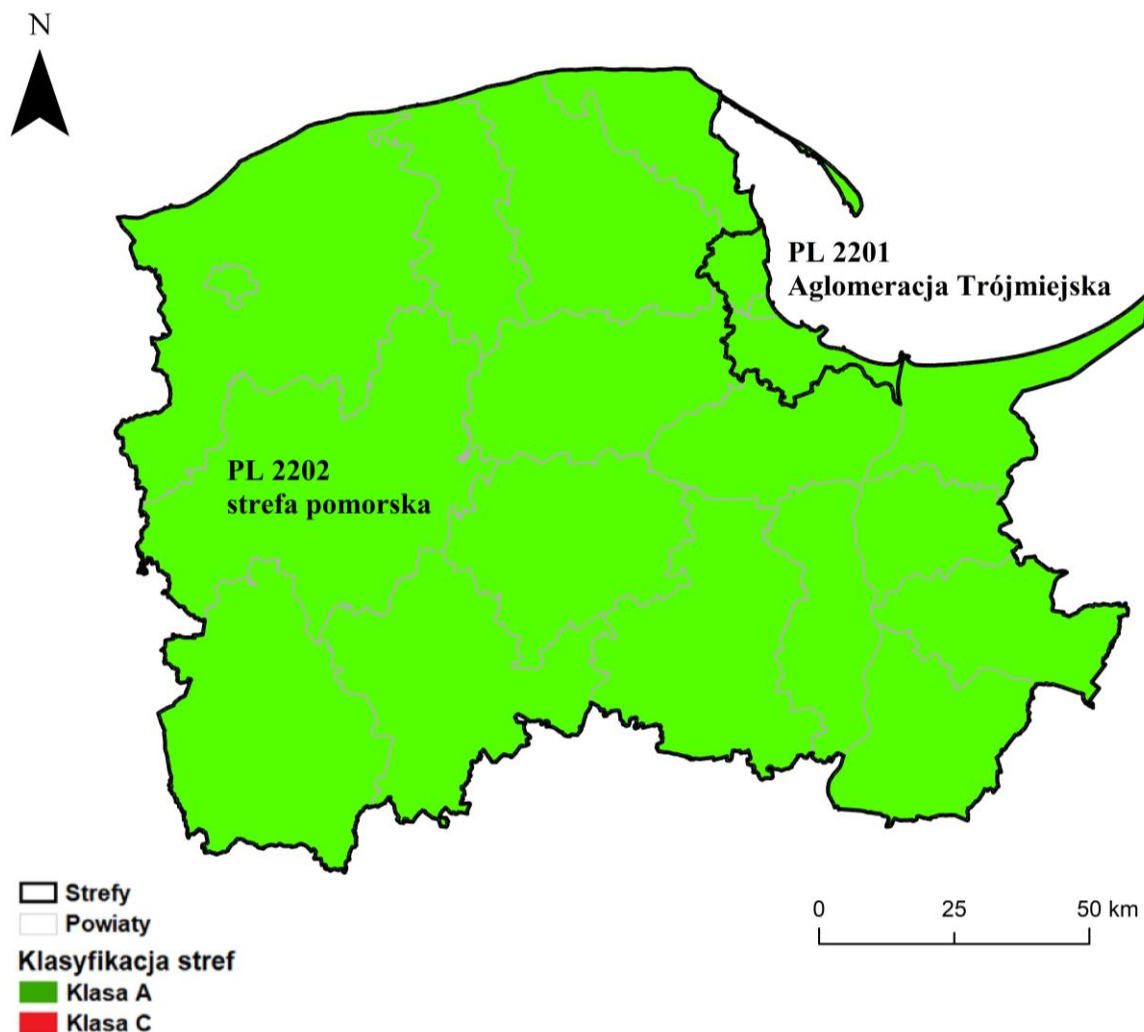 N
PL 2201
Aglomeracja Trójmiejska
PL 2202
strefa pomorska
Strefy
Powiaty
Klasyfikacja stref
Klasa A
Klasa C
0 25 50 km